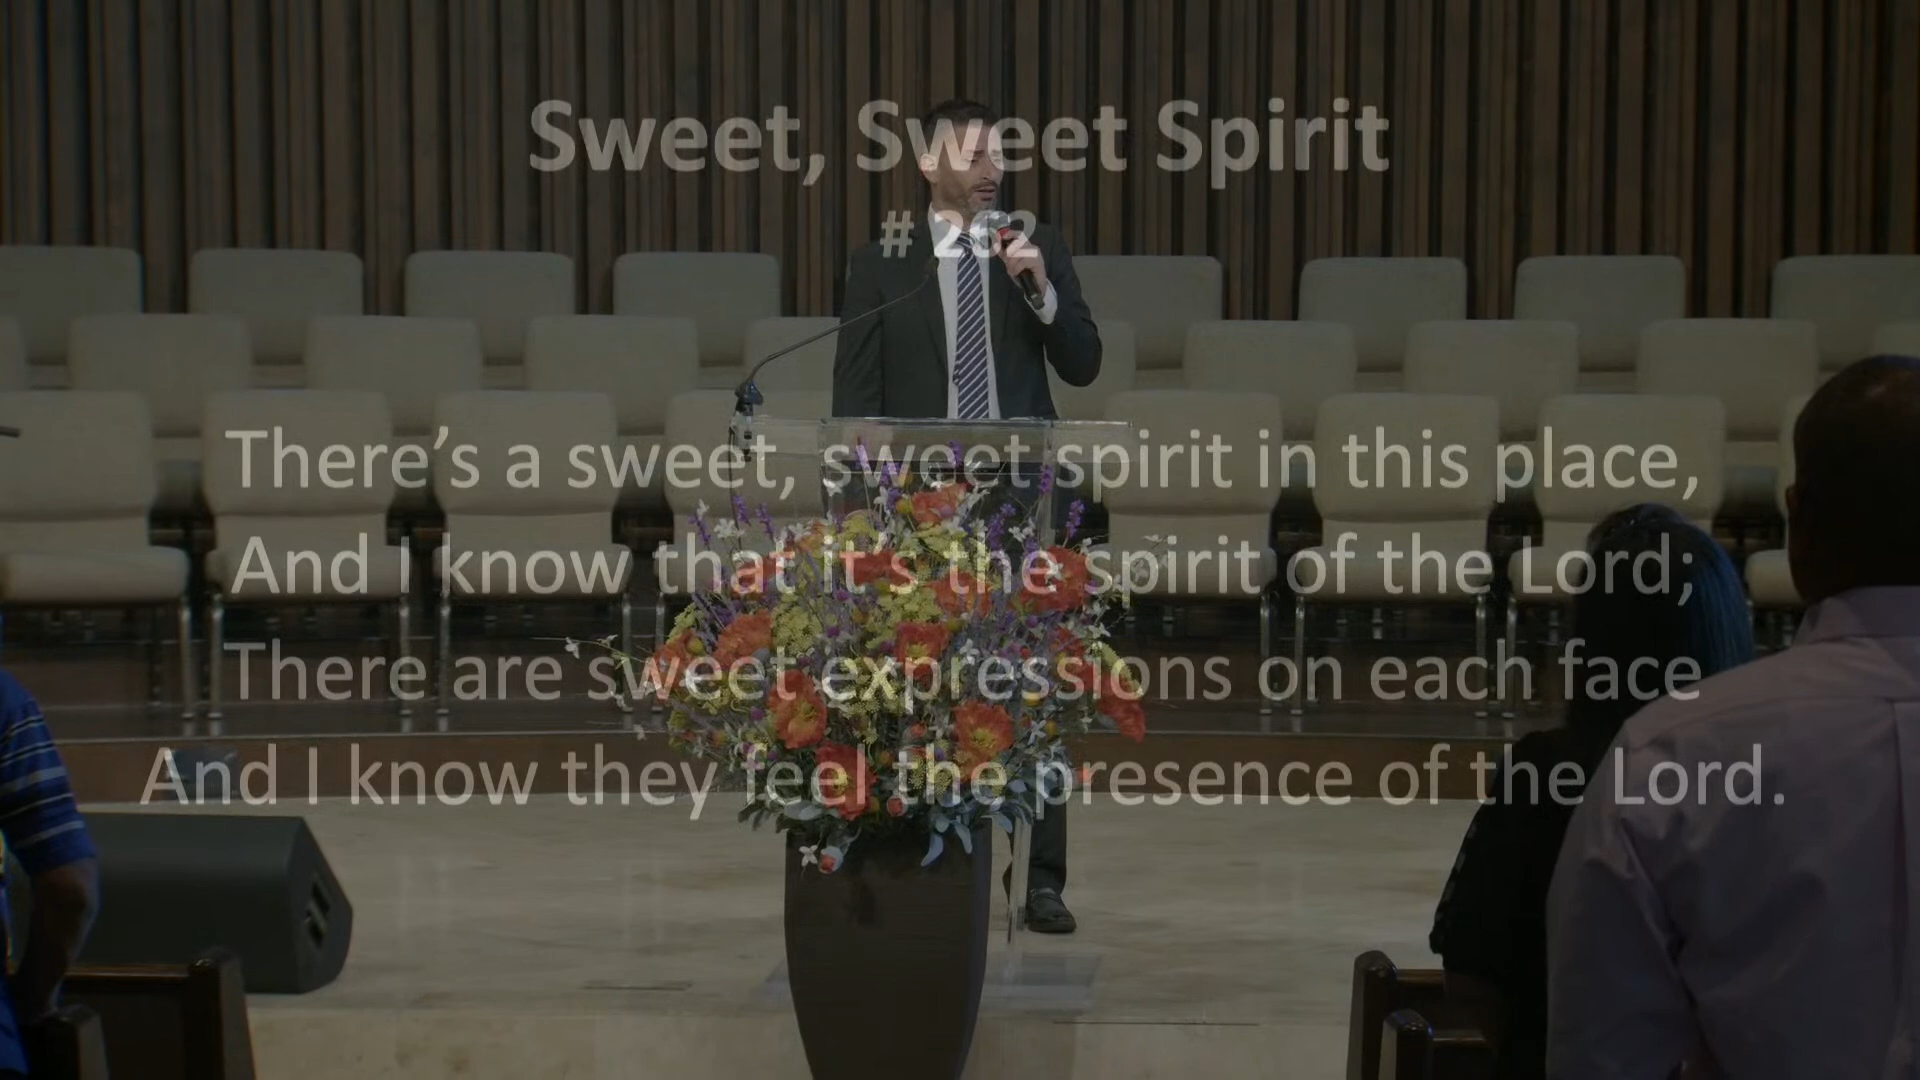 Sweet, Sweet Spirit
# 262
There’s a sweet, sweet spirit in this place,
And I know that it’s the spirit of the Lord;
There are sweet expressions on each face
And I know they feel the presence of the Lord.